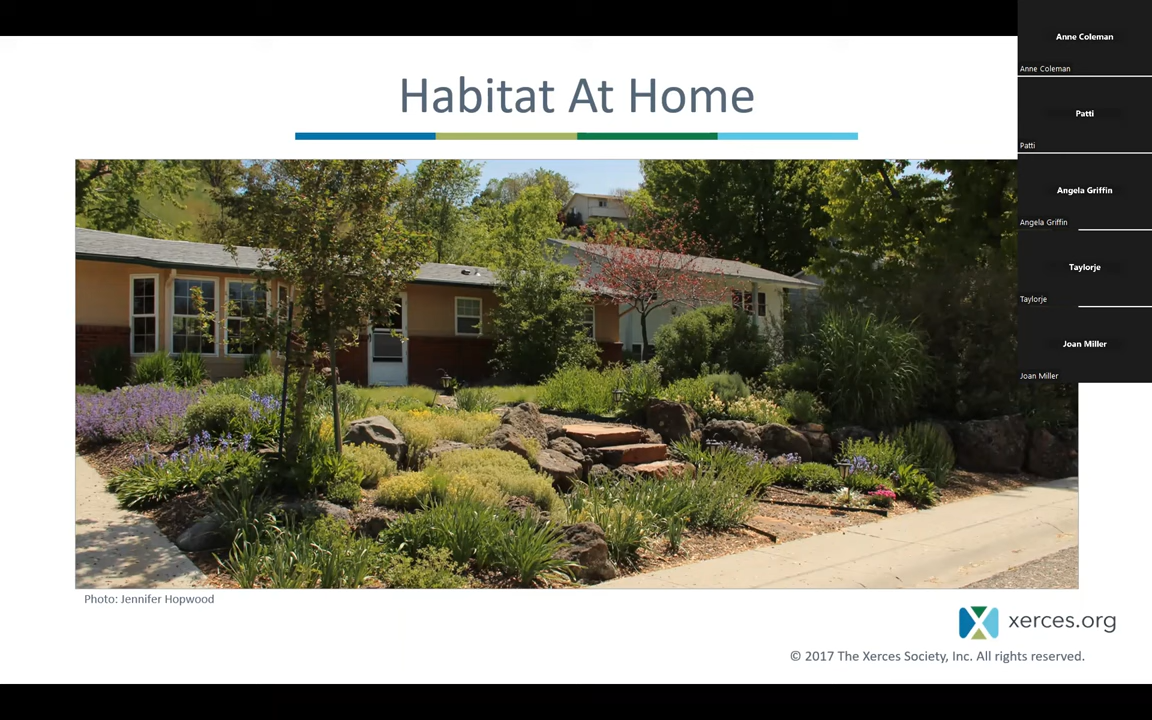 Habitat At Home
Anne Coleman
Anne Coleman
Patti
Patti
Angela Griffin
Angela Griffin
Taylorje
Taylorje
Joan Miller
Joan Miller
Photo: Jennifer Hopwood
xerces.org
© 2017 The Xerces Society, Inc. All rights reserved.